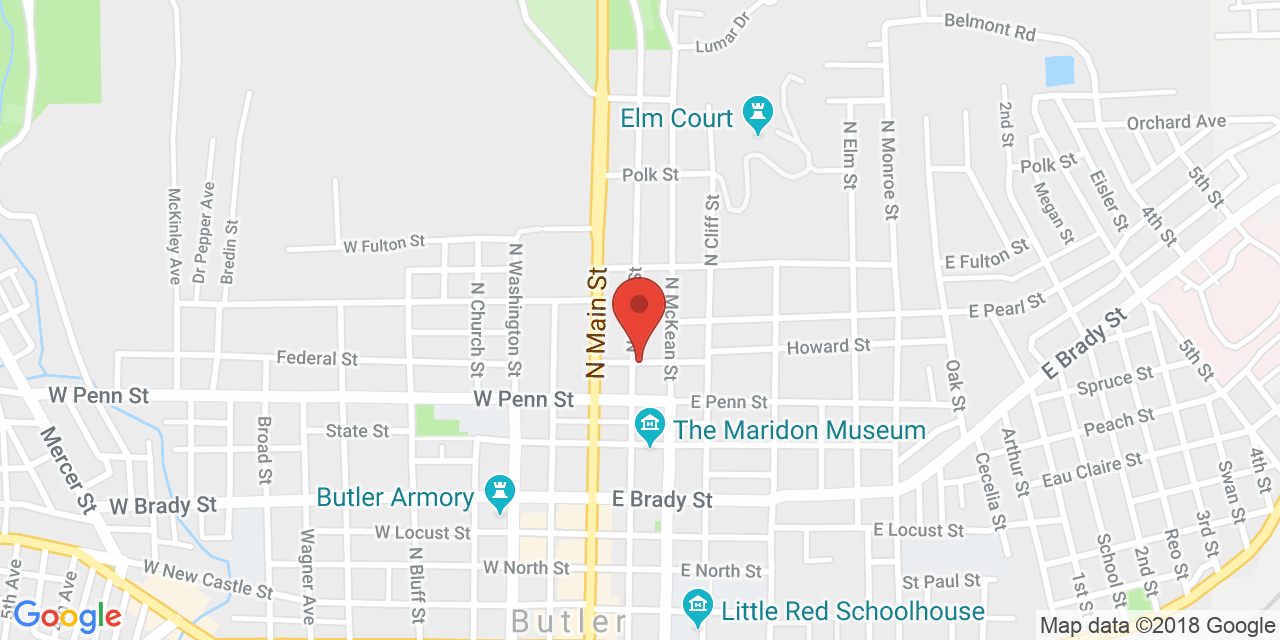 Belmont Rd
Lumar Dr
Elm Court
2nd St
Orchard Ave
N Elm St
N Monroe St
Polk St
Polk St
5th St
Eisler St
4th St
Megan St
McKinley Ave
Dr Pepper Ave
Bredin St
N Cliff St
W Fulton St
E Fulton St
N Washington St
N Main St
St
N
N McKean St
N Church St
E Pearl St
E Brady St
Howard St
Federal St
Oak St
5th St
Spruce St
W Penn St
W Penn St
E Penn St
Peach St
State St
The Maridon Museum
Broad St
Mercer St
Arthur St
Cecelia St
Eau Claire St
4th St
Swan St
Butler Armory
W Brady St
E Brady St
3rd St
W Locust St
E Locust St
Wagner Ave
N Bluff St
School St
2nd St
Reo St
W New Castle St
W North St
E North St
St Paul St
1st St
5th Ave
Ave
Little Red Schoolhouse
Butler
Google
Map data ©2018 Google